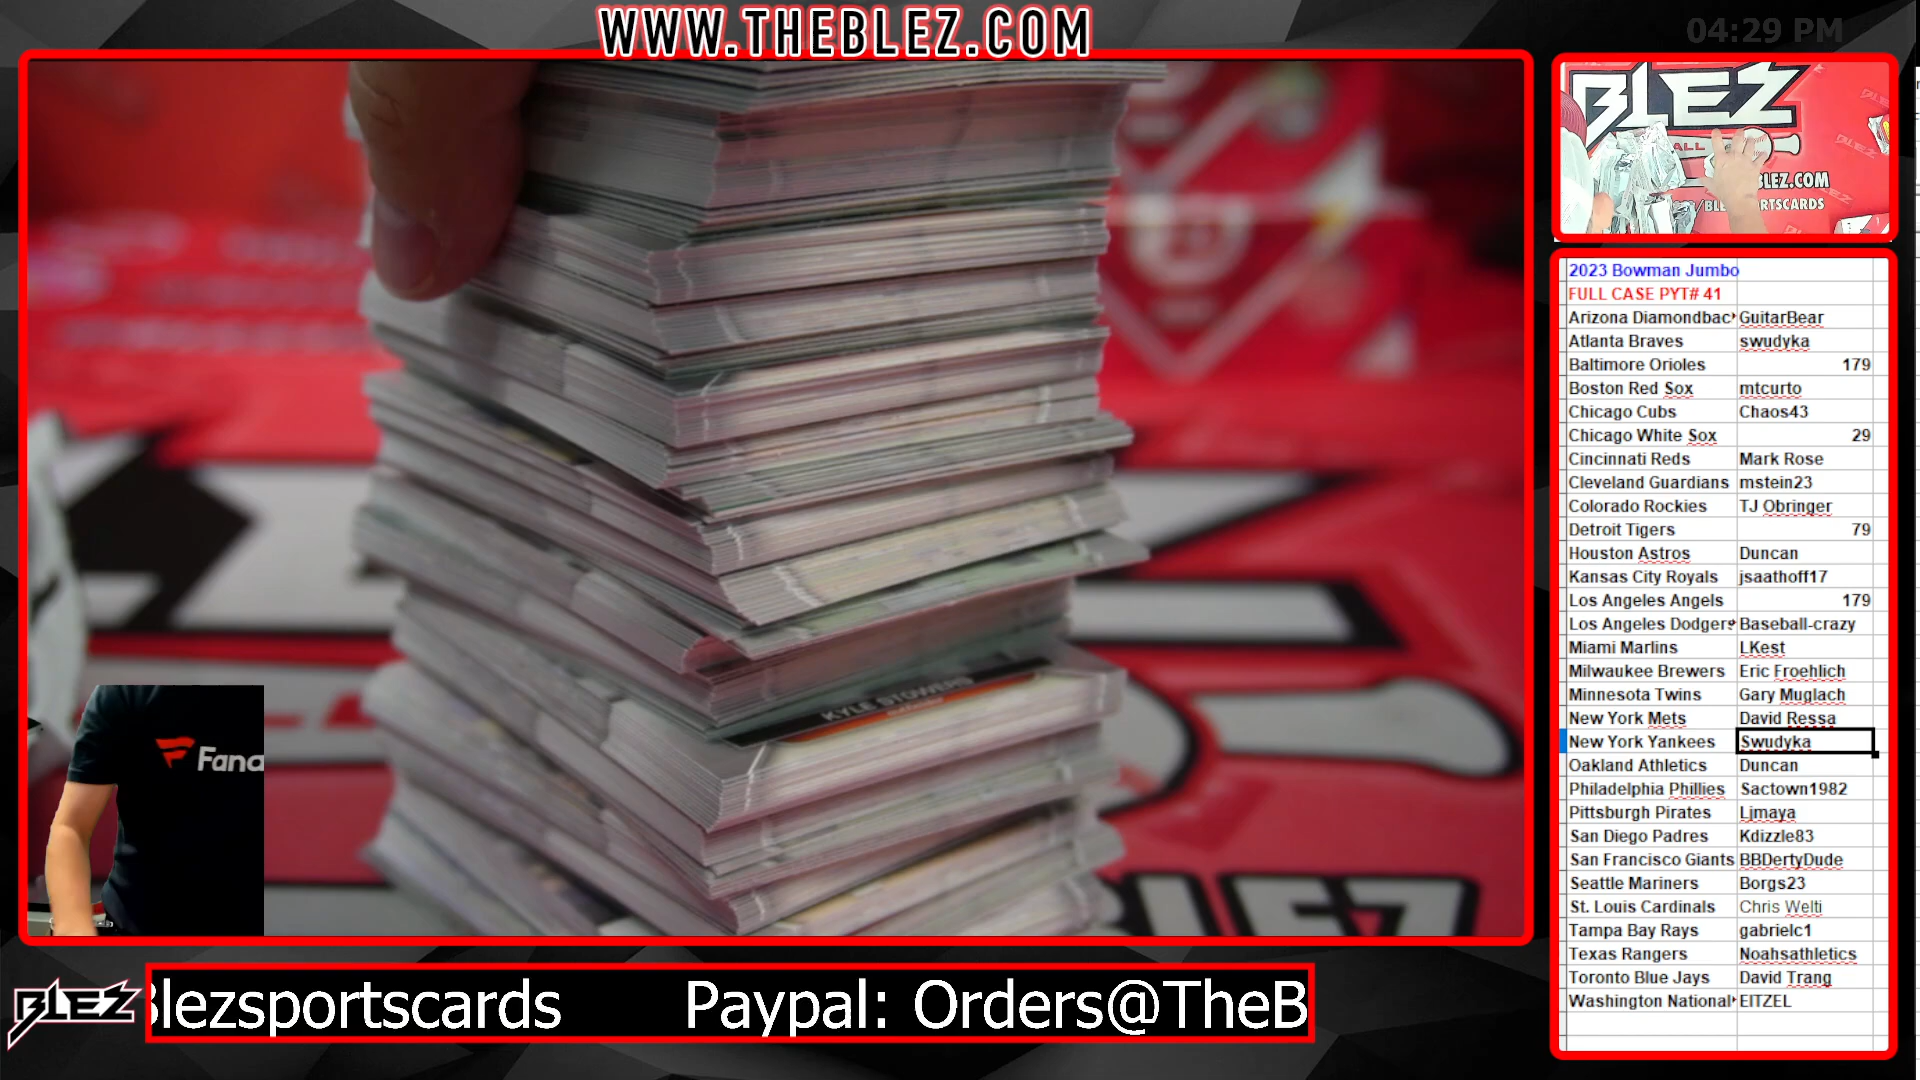 WWW.THEBLEZ.COM
04:29 PM
BLEZ
BLEZ.COM
KYLE STOWERS
Fana
2023 Bowman Jumbo
FULL CASE PYT# 41
Arizona Diamondbac GuitarBear
Atlanta Braves swudyka
Baltimore Orioles 179
Boston Red Sox mtcurto
Chicago Cubs Chaos43
Chicago White Sox 29
Cincinnati Reds Mark Rose
Cleveland Guardians mstein23
Colorado Rockies TJ Obringer
Detroit Tigers 79
Houston Astros Duncan
Kansas City Royals jsaathoff17
Los Angeles Angels 179
Los Angeles Dodgers Baseball-crazy
Miami Marlins LKest
Milwaukee Brewers Eric Froehlich
Minnesota Twins Gary Muglach
New York Mets David Ressa
New York Yankees Swudyka
Oakland Athletics Duncan
Philadelphia Phillies Sactown1982
Pittsburgh Pirates Ljmaya
San Diego Padres Kdizzle83
San Francisco Giants BBDertyDude
Seattle Mariners Borgs23
St. Louis Cardinals Chris Welti
Tampa Bay Rays gabrielc1
Texas Rangers Noahsathletics
Toronto Blue Jays David Trang
Washington National EITZEL
BLEZ
Blezsportscards Paypal: Orders@TheB